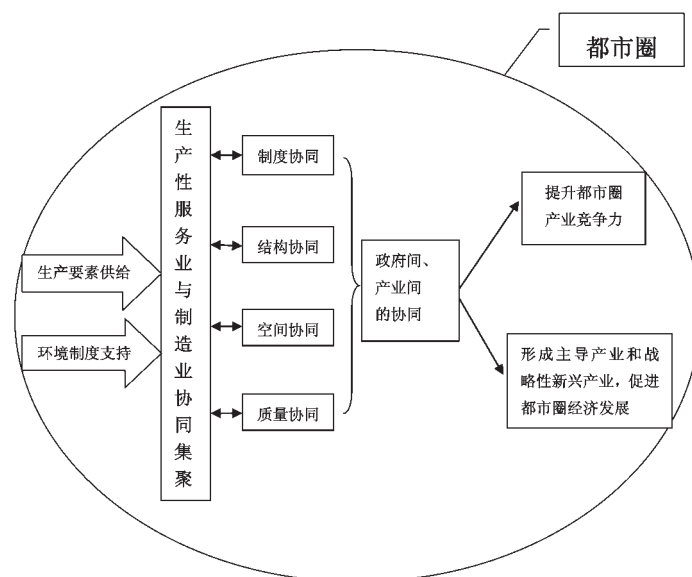 都市圈
生产性服务业与制造业协同集聚
制度协同
结构协同
空间协同
质量协同
生产要素供给
环境制度支持
政府间、
产业间
的协同
提升都市圈
产业竞争力
形成主导产业和战
略性新兴产业，促进
都市圈经济发展